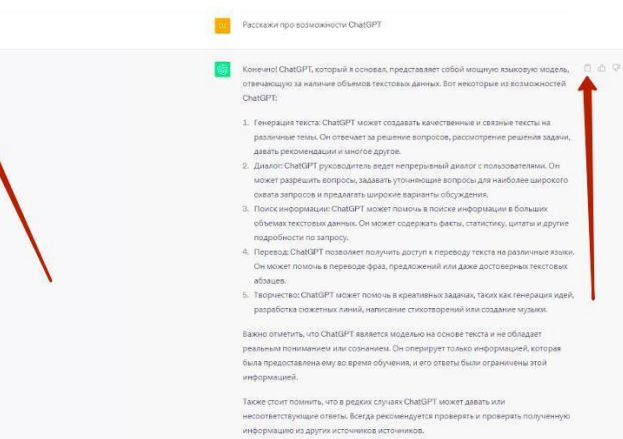 Расскажи про возможности ChatGPT
Конечно! ChatGPT, который я основал, представляет собой мощную языковую модель,
отвечающую за наличие объемов текстовых данных. Вот некоторые из возможностей
ChatGPT:
1. Генерация текста: ChatGPT может создавать качественные и связные тексты на
различные темы. Он отвечает за решение вопросов, рассмотрение решения задачи,
давать рекомендации и многое другое.
2. Диалог: ChatGPT руководитель ведет непрерывный диалог с пользователями. Он
может разрешить вопросы, задавать уточняющие вопросы для наиболее широкого
охвата запросов и предлагать широкие варианты обсуждения.
3. Поиск информации: ChatGPT может помочь в поиске информации в больших
объемах текстовых данных. Он может содержать факты, статистику, цитаты и другие
подробности по запросу.
4. Перевод: ChatGPT позволяет получить доступ к переводу текста на различные языки.
Он может помочь в переводе фраз, предложений или даже достоверных текстовых
абзацев.
5. Творчество: ChatGPT может помочь в креативных задачах, таких как генерация идей,
разработка сюжетных линий, написание стихотворений или создание музыки.
Важно отметить, что ChatGPT является моделью на основе текста и не обладает
реальным пониманием или сознанием. Он оперирует только информацией, которая
была предоставлена ему во время обучения, и его ответы были ограничены этой
информацией.
Также стоит помнить, что в редких случаях ChatGPT может давать или
несоответствующие ответы. Всегда рекомендуется проверять и проверять полученную
информацию из других источников источников.